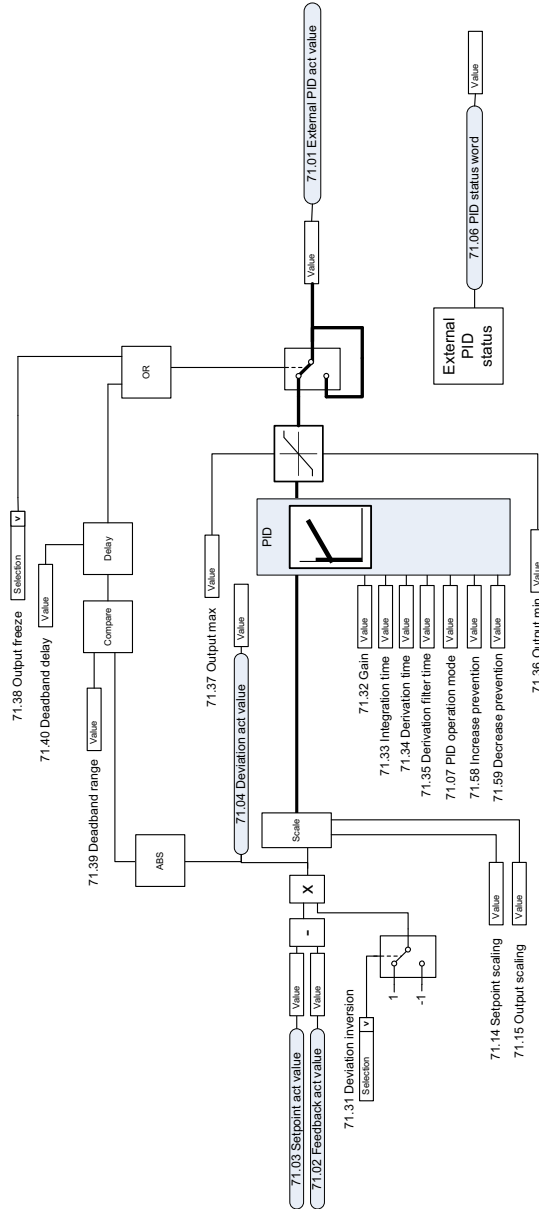 71.38 Output freeze
Selection
v
71.40 Deadband delay
Value
71.39 Deadband range
Value
Compare
Delay
OR
ABS
71.37 Output max
Value
71.04 Deviation act value
Value
71.03 Setpoint act value
Value
71.02 Feedback act value
Value
-
X
Scale
PID
Value
71.01 External PID act value
71.31 Deviation inversion
Selection
v
1
-1
71.32 Gain
Value
71.33 Integration time
Value
71.34 Derivation time
Value
71.35 Derivation filter time
Value
71.07 PID operation mode
Value
71.58 Increase prevention
Value
71.59 Decrease prevention
Value
71.14 Setpoint scaling
Value
71.15 Output scaling
Value
71.36 Output min
Value
External
PID
status
71.06 PID status word
Value